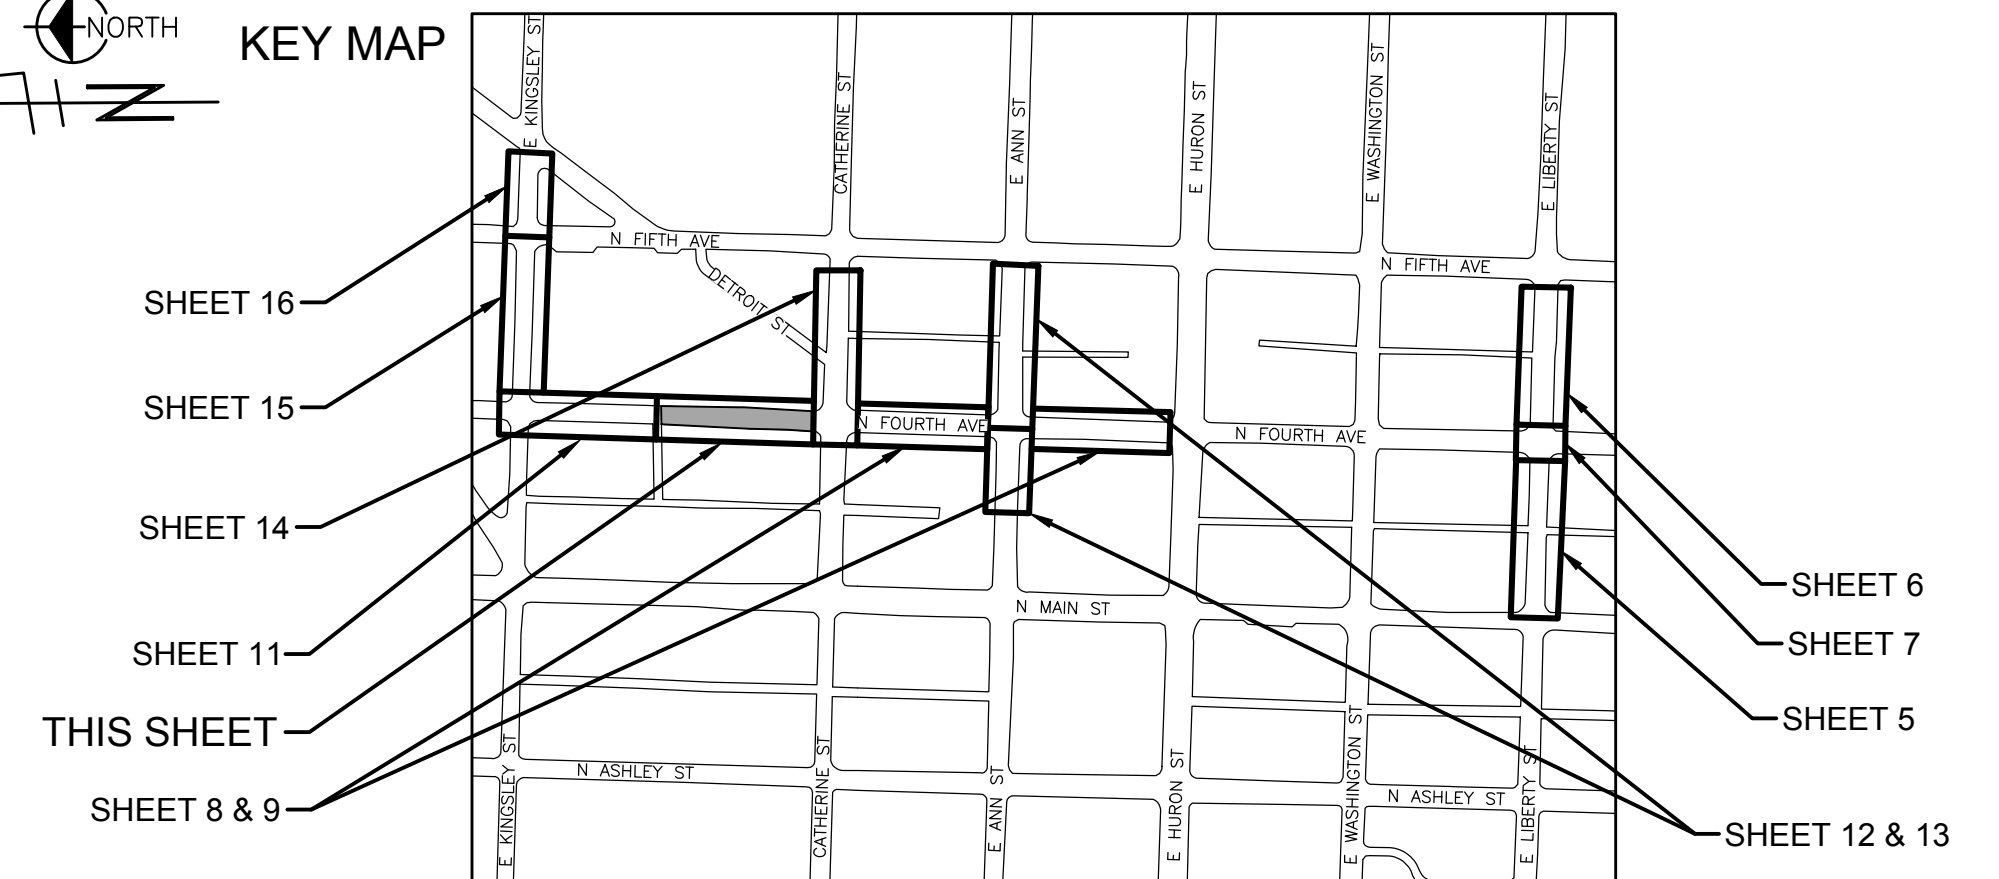 NORTH
KEY MAP
N
E KINGSLEY ST
CATHERINE ST
E ANN ST
E HURON ST
E WASHINGTON ST
E LIBERTY ST
N FIFTH AVE
N FIFTH AVE
DETROIT ST
SHEET 16
SHEET 15
N FOURTH AVE
N FOURTH AVE
SHEET 14
SHEET 11
THIS SHEET
SHEET 8 & 9
SHEET 6
SHEET 7
SHEET 5
SHEET 12 & 13
N MAIN ST
N ASHLEY ST
N ASHLEY ST
E KINGSLEY ST
CATHERINE ST
E ANN ST
E HURON ST
E WASHINGTON ST
E LIBERTY ST